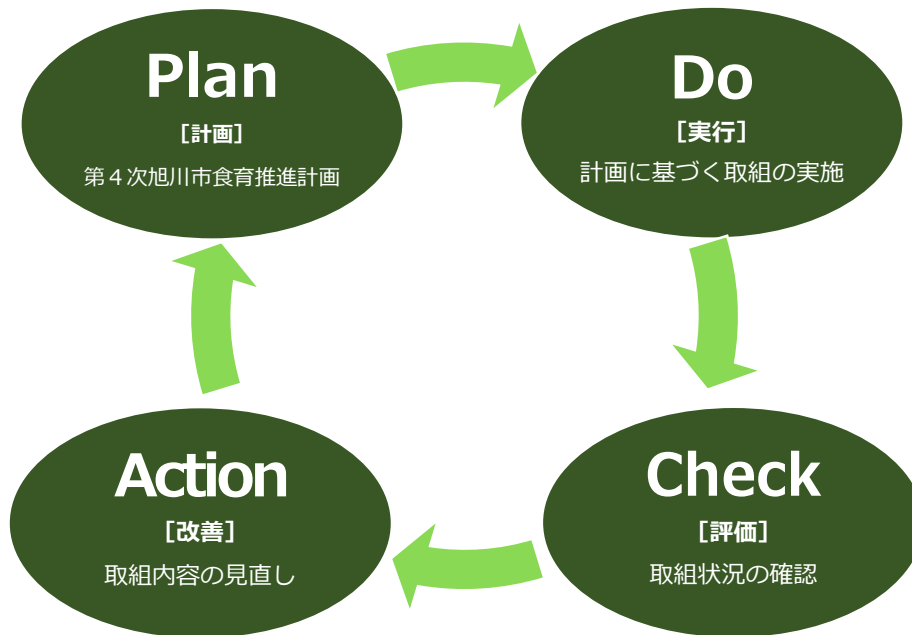 Plan
［計画］
第４次旭川市食育推進計画
Do
［実行］
計画に基づく取組の実施
Action
［改善］
取組内容の見直し
Check
［評価］
取組状況の確認